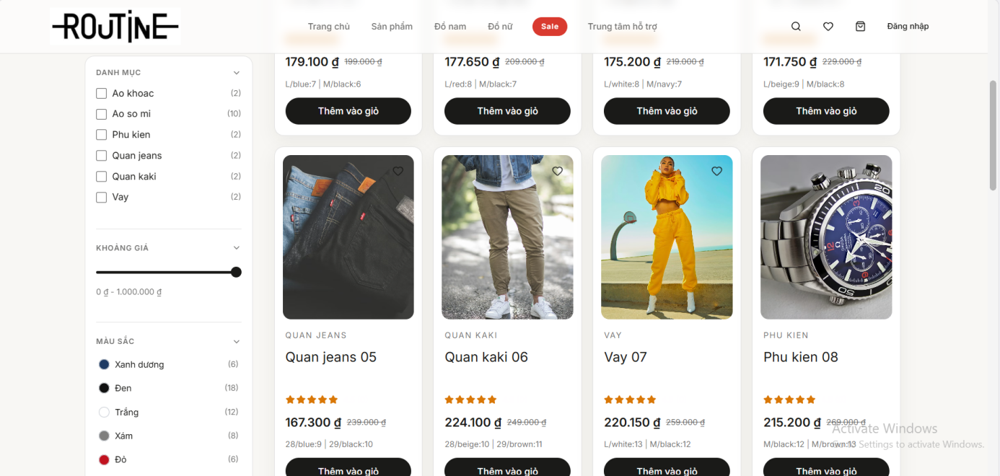 ROUTINE
Trang chủ Sản phẩm Đồ nam Đồ nữ Sale Trung tâm hỗ trợ Đăng nhập
DANH MỤC
Ao khoac (2)
Ao so mi (10)
Phu kien (2)
Quan jeans (2)
Quan kaki (2)
Vay (2)
KHOẢNG GIÁ
0 ₫ - 1.000.000 ₫
MÀU SẮC
Xanh dương (6)
Đen (18)
Trắng (12)
Xám (8)
Đỏ (6)
179.100 ₫ 199.000 ₫
L/blue:7 | M/black:6
Thêm vào giỏ
177.650 ₫ 209.000 ₫
L/red:8 | M/black:7
Thêm vào giỏ
175.200 ₫ 219.000 ₫
L/white:8 | M/navy:7
Thêm vào giỏ
171.750 ₫ 229.000 ₫
L/beige:9 | M/black:8
Thêm vào giỏ
QUAN JEANS
Quan jeans 05
167.300 ₫ 239.000 ₫
28/blue:9 | 29/black:10
Thêm vào giỏ
QUAN KAKI
Quan kaki 06
224.100 ₫ 249.000 ₫
28/beige:10 | 29/brown:11
Thêm vào giỏ
VAY
Vay 07
220.150 ₫ 259.000 ₫
L/white:13 | M/black:12
Thêm vào giỏ
20
12
05
PHU KIEN
Phu kien 08
215.200 ₫ 269.000 ₫
M/black:12 | M/brown:13
Thêm vào giỏ
Activate Windows
Go to Settings to activate Windows.